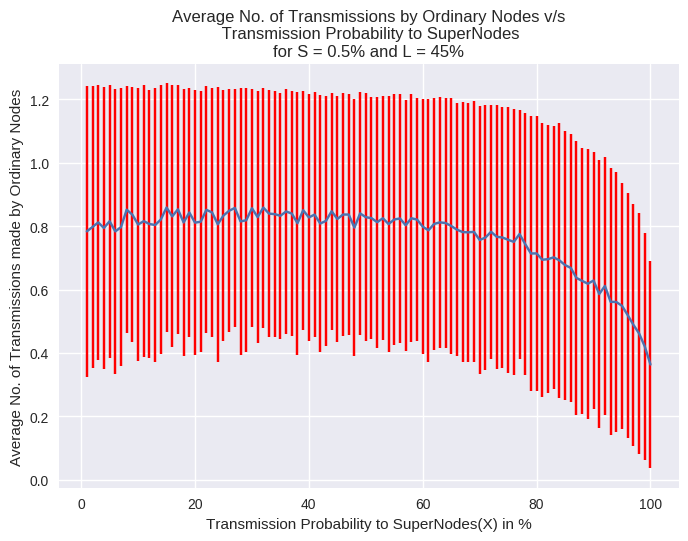 Average No. of Transmissions by Ordinary Nodes v/s
Transmission Probability to SuperNodes
for S = 0.5% and L = 45%
Average No. of Transmissions made by Ordinary Nodes
1.2
1.0
0.8
0.6
0.4
0.2
0.0
0 20 40 60 80 100
Transmission Probability to SuperNodes(X) in %